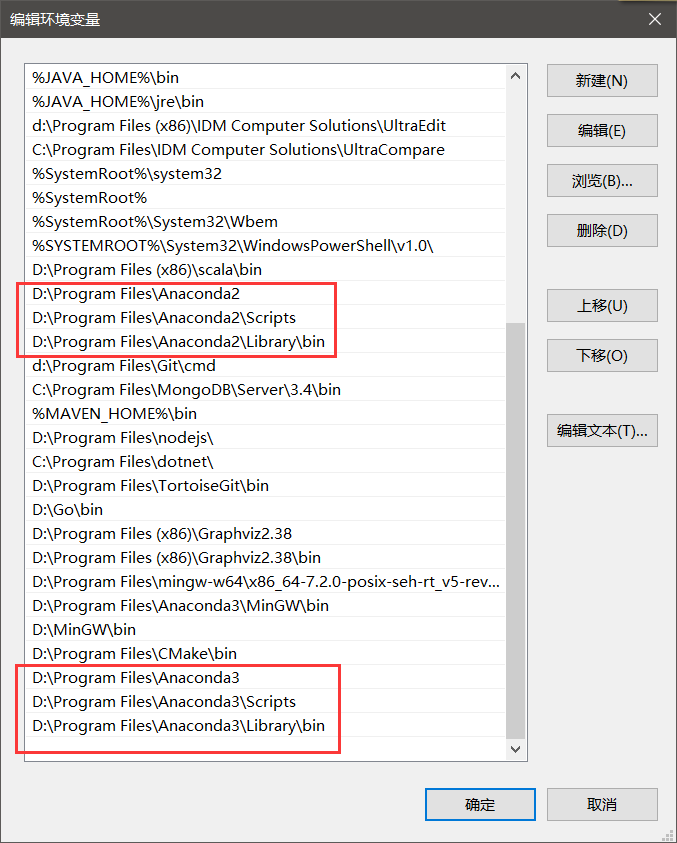 编辑环境变量
%JAVA_HOME%\bin
%JAVA_HOME%\jre\bin
d:\Program Files (x86)\IDM Computer Solutions\UltraEdit
C:\Program Files\IDM Computer Solutions\UltraCompare
%SystemRoot%\system32
%SystemRoot%
%SystemRoot%\System32\Wbem
%SYSTEMROOT%\System32\WindowsPowerShell\v1.0\
D:\Program Files (x86)\scala\bin
D:\Program Files\Anaconda2
D:\Program Files\Anaconda2\Scripts
D:\Program Files\Anaconda2\Library\bin
d:\Program Files\Git\cmd
C:\Program Files\MongoDB\Server\3.4\bin
%MAVEN_HOME%\bin
D:\Program Files\nodejs\
C:\Program Files\dotnet\
D:\Program Files\TortoiseGit\bin
D:\Go\bin
D:\Program Files (x86)\Graphviz2.38
D:\Program Files (x86)\Graphviz2.38\bin
D:\Program Files\mingw-w64\x86_64-7.2.0-posix-seh-rt_v5-rev...
D:\Program Files\Anaconda3\MinGW\bin
D:\MinGW\bin
D:\Program Files\CMake\bin
D:\Program Files\Anaconda3
D:\Program Files\Anaconda3\Scripts
D:\Program Files\Anaconda3\Library\bin
新建(N)
编辑(E)
浏览(B)...
删除(D)
上移(U)
下移(O)
编辑文本(T)...
确定
取消